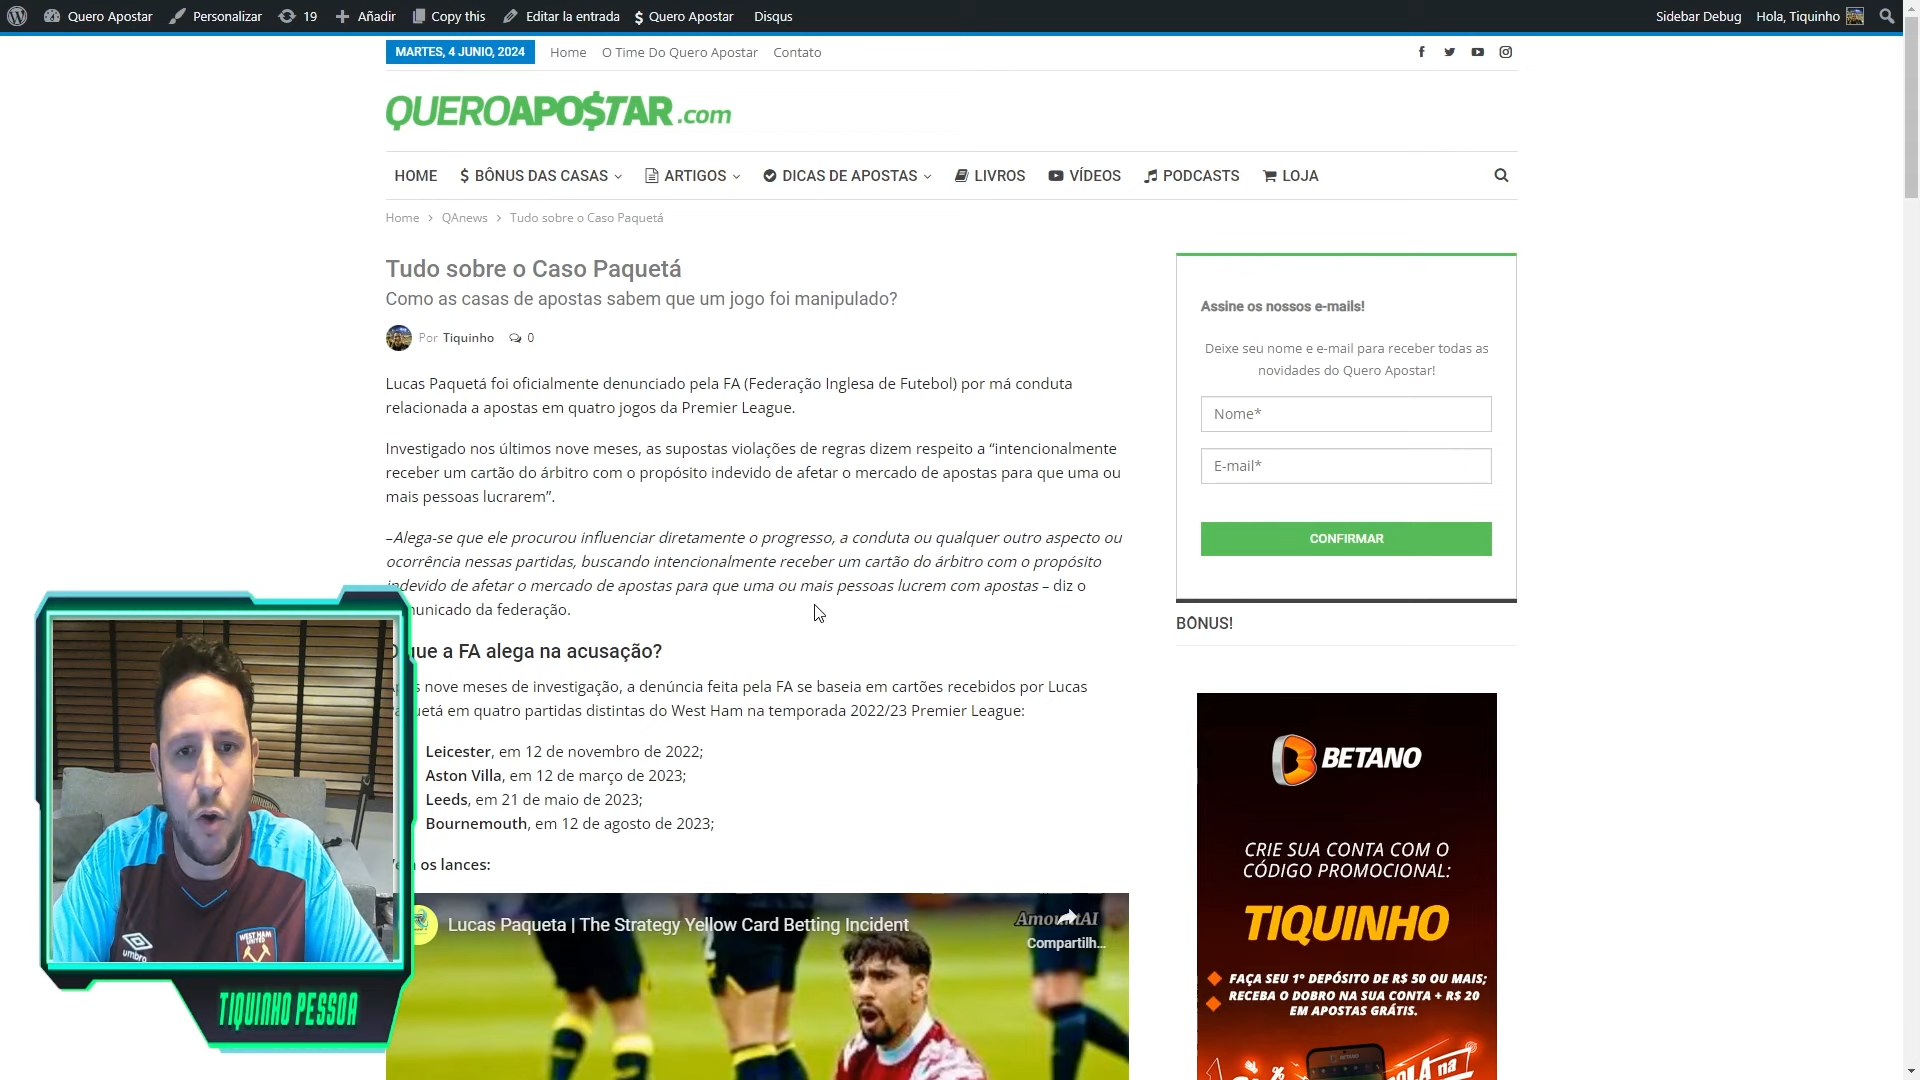 Quero Apostar
Personalizar
19
Añadir
Copy this
Editar la entrada
Quero Apostar
Disqus
Sidebar Debug
Hola, Tiquinho
MARTES, 4 JUNIO, 2024
Home
O Time Do Quero Apostar
Contato
QUEROAPO$TAR.com
HOME
$ BÔNUS DAS CASAS
ARTIGOS
DICAS DE APOSTAS
LIVROS
VÍDEOS
PODCASTS
LOJA
Home > QAnews > Tudo sobre o Caso Paquetá
Tudo sobre o Caso Paquetá
Como as casas de apostas sabem que um jogo foi manipulado?
Por Tiquinho 0
Lucas Paquetá foi oficialmente denunciado pela FA (Federação Inglesa de Futebol) por má conduta
relacionada a apostas em quatro jogos da Premier League.
Investigado nos últimos nove meses, as supostas violações de regras dizem respeito a “intencionalmente
receber um cartão do árbitro com o propósito indevido de afetar o mercado de apostas para que uma ou
mais pessoas lucrarem”.
–Alega-se que ele procurou influenciar diretamente o progresso, a conduta ou qualquer outro aspecto ou
ocorrência nessas partidas, buscando intencionalmente receber um cartão do árbitro com o propósito
indevido de afetar o mercado de apostas para que uma ou mais pessoas lucrem com apostas – diz o
municado da federação.
que a FA alega na acusação?
nove meses de investigação, a denúncia feita pela FA se baseia em cartões recebidos por Lucas
etá em quatro partidas distintas do West Ham na temporada 2022/23 Premier League:
Leicester, em 12 de novembro de 2022;
Aston Villa, em 12 de março de 2023;
Leeds, em 21 de maio de 2023;
Bournemouth, em 12 de agosto de 2023;
os lances:
Lucas Paqueta | The Strategy Yellow Card Betting Incident
Compartilh...
Assine os nossos e-mails!
Deixe seu nome e e-mail para receber todas as
novidades do Quero Apostar!
Nome*
E-mail*
CONFIRMAR
BÔNUS!
BETANO
CRIE SUA CONTA COM O
CÓDIGO PROMOCIONAL:
TIQUINHO
FAÇA SEU 1º DEPÓSITO DE R$ 50 OU MAIS;
RECEBA O DOBRO NA SUA CONTA + R$ 20
EM APOSTAS GRÁTIS.
umbro
WEST HAM
UNITED
TIQUINHO PESSOA